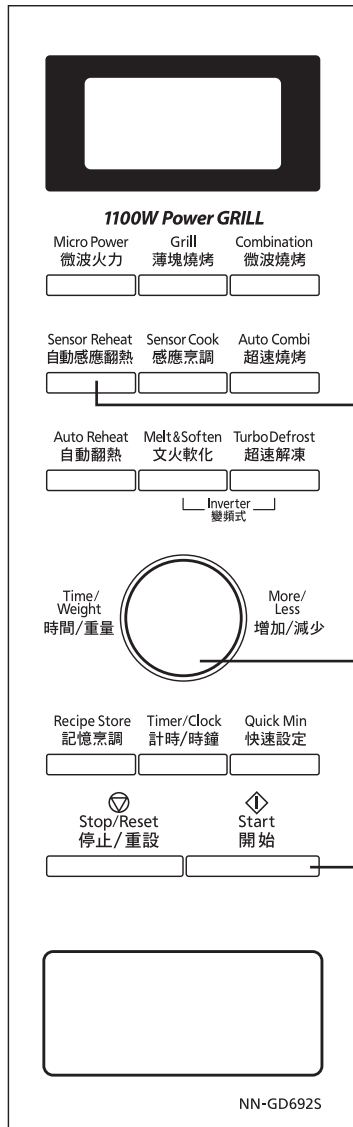 1100W Power GRILL
Micro Power Grill Combination
微波火力 薄塊燒烤 微波燒烤
Sensor Reheat Sensor Cook Auto Combi
自動感應翻熱 感應烹調 超速燒烤
Auto Reheat Melt&Soften TurboDefrost
自動翻熱 文火軟化 超速解凍
Inverter
變頻式
Time/
Weight
時間/重量
More/
Less
增加/減少
Recipe Store Timer/Clock Quick Min
記憶烹調 計時/時鐘 快速設定
Stop/Reset Start
停止/重設 開始
NN-GD692S